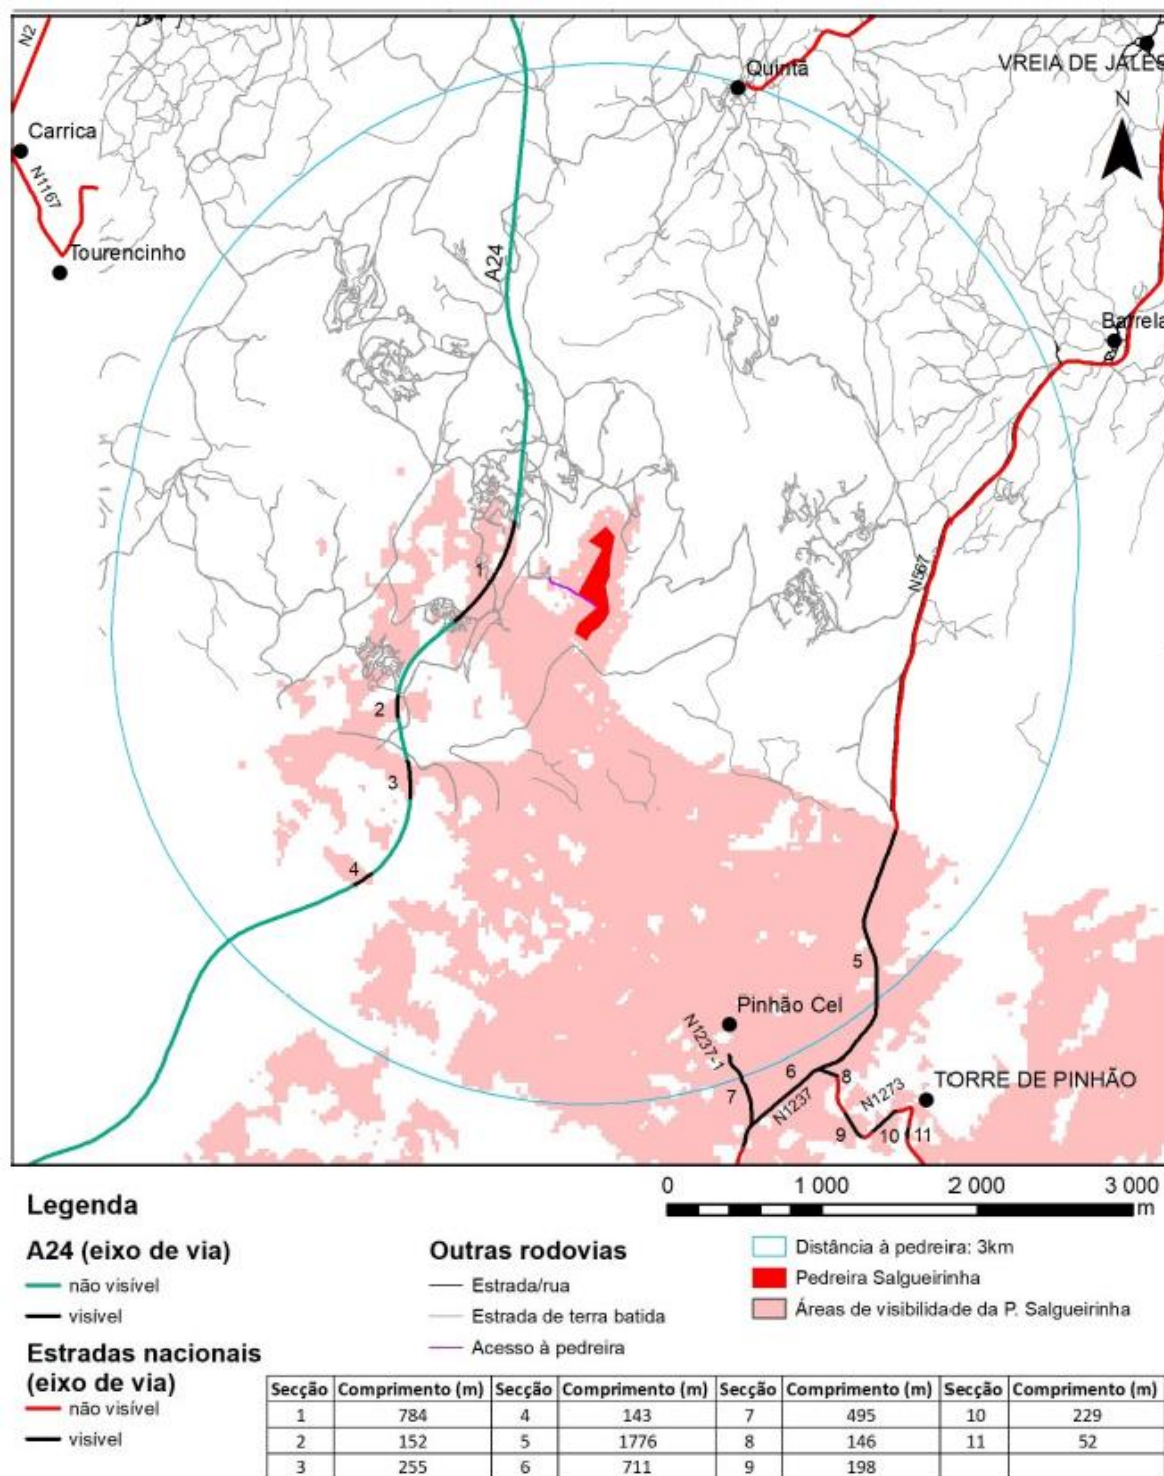 N2
Quintã
VREIA DE JALES
N
Carrica
N1167
Tourencinho
A24
Barrela
1
N567
2
3
4
5
Pinhão Cel
N1237-1
6
8
TORRE DE PINHÃO
7
N1237
N1273
9
10
11
Legenda
0 1 000 2 000 3 000
m
A24 (eixo de via)
não visível
visível
Estradas nacionais
(eixo de via)
não visível
visível
Outras rodovias
Estrada/rua
Estrada de terra batida
Acesso à pedreira
Distância à pedreira: 3km
Pedreira Salgueirinha
Áreas de visibilidade da P. Salgueirinha
Secção Comprimento (m) Secção Comprimento (m) Secção Comprimento (m) Secção Comprimento (m)
1 784 4 143 7 495 10 229
2 152 5 1776 8 146 11 52
3 255 6 711 9 198